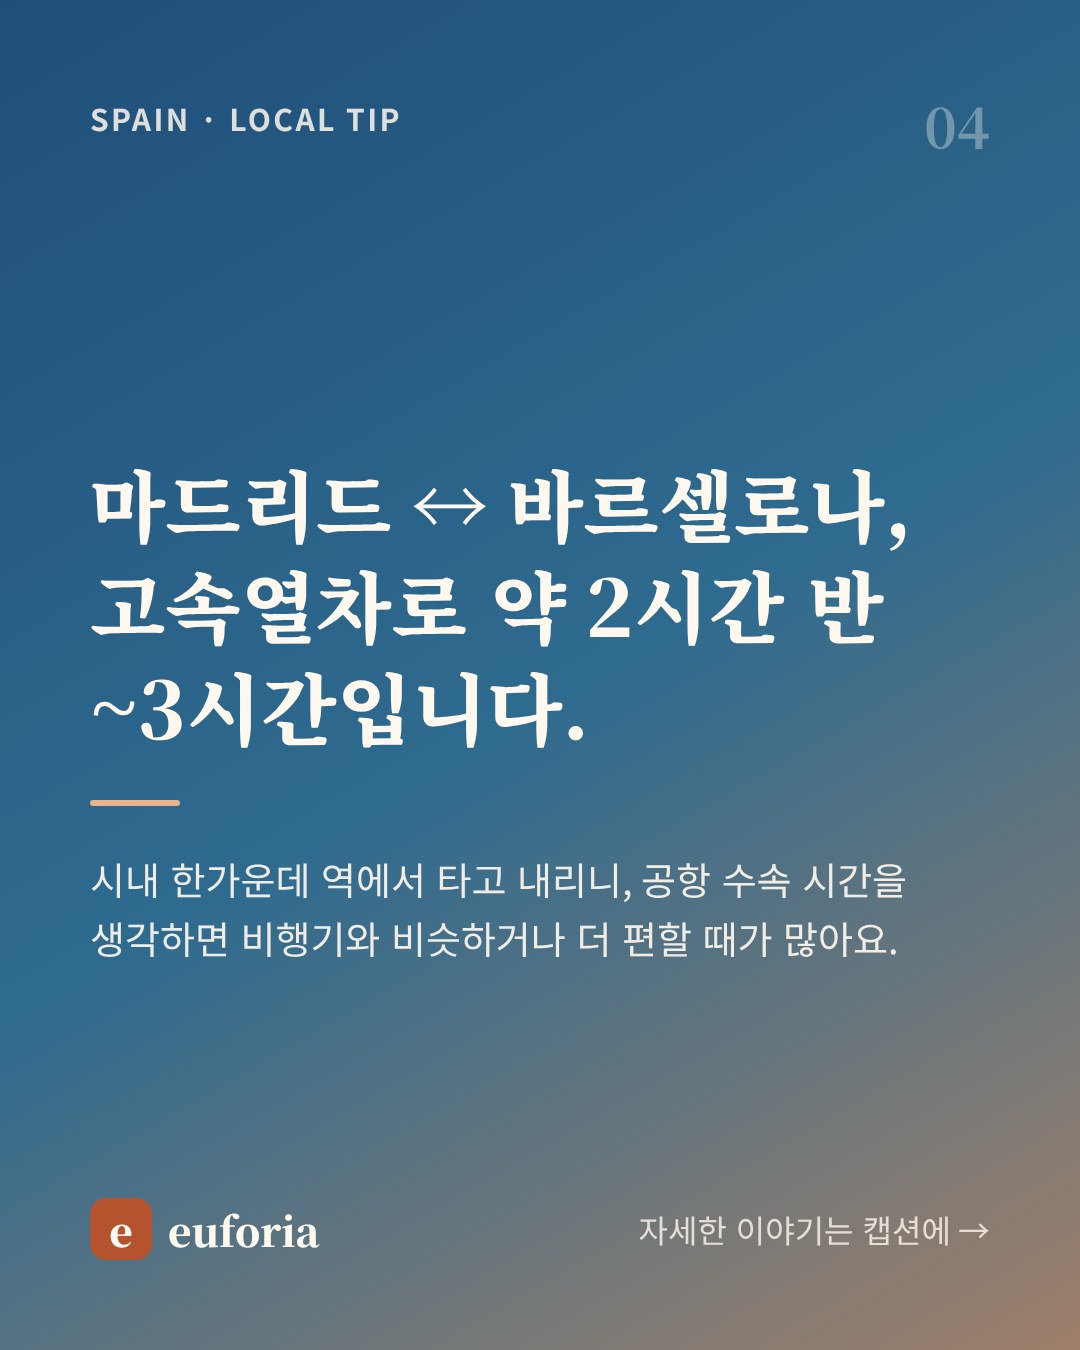 SPAIN · LOCAL TIP
04
마드리드 ↔ 바르셀로나,
고속열차로 약 2시간 반
~3시간입니다.
시내 한가운데 역에서 타고 내리니, 공항 수속 시간을
생각하면 비행기와 비슷하거나 더 편할 때가 많아요.
e euforia
자세한 이야기는 캡션에 →